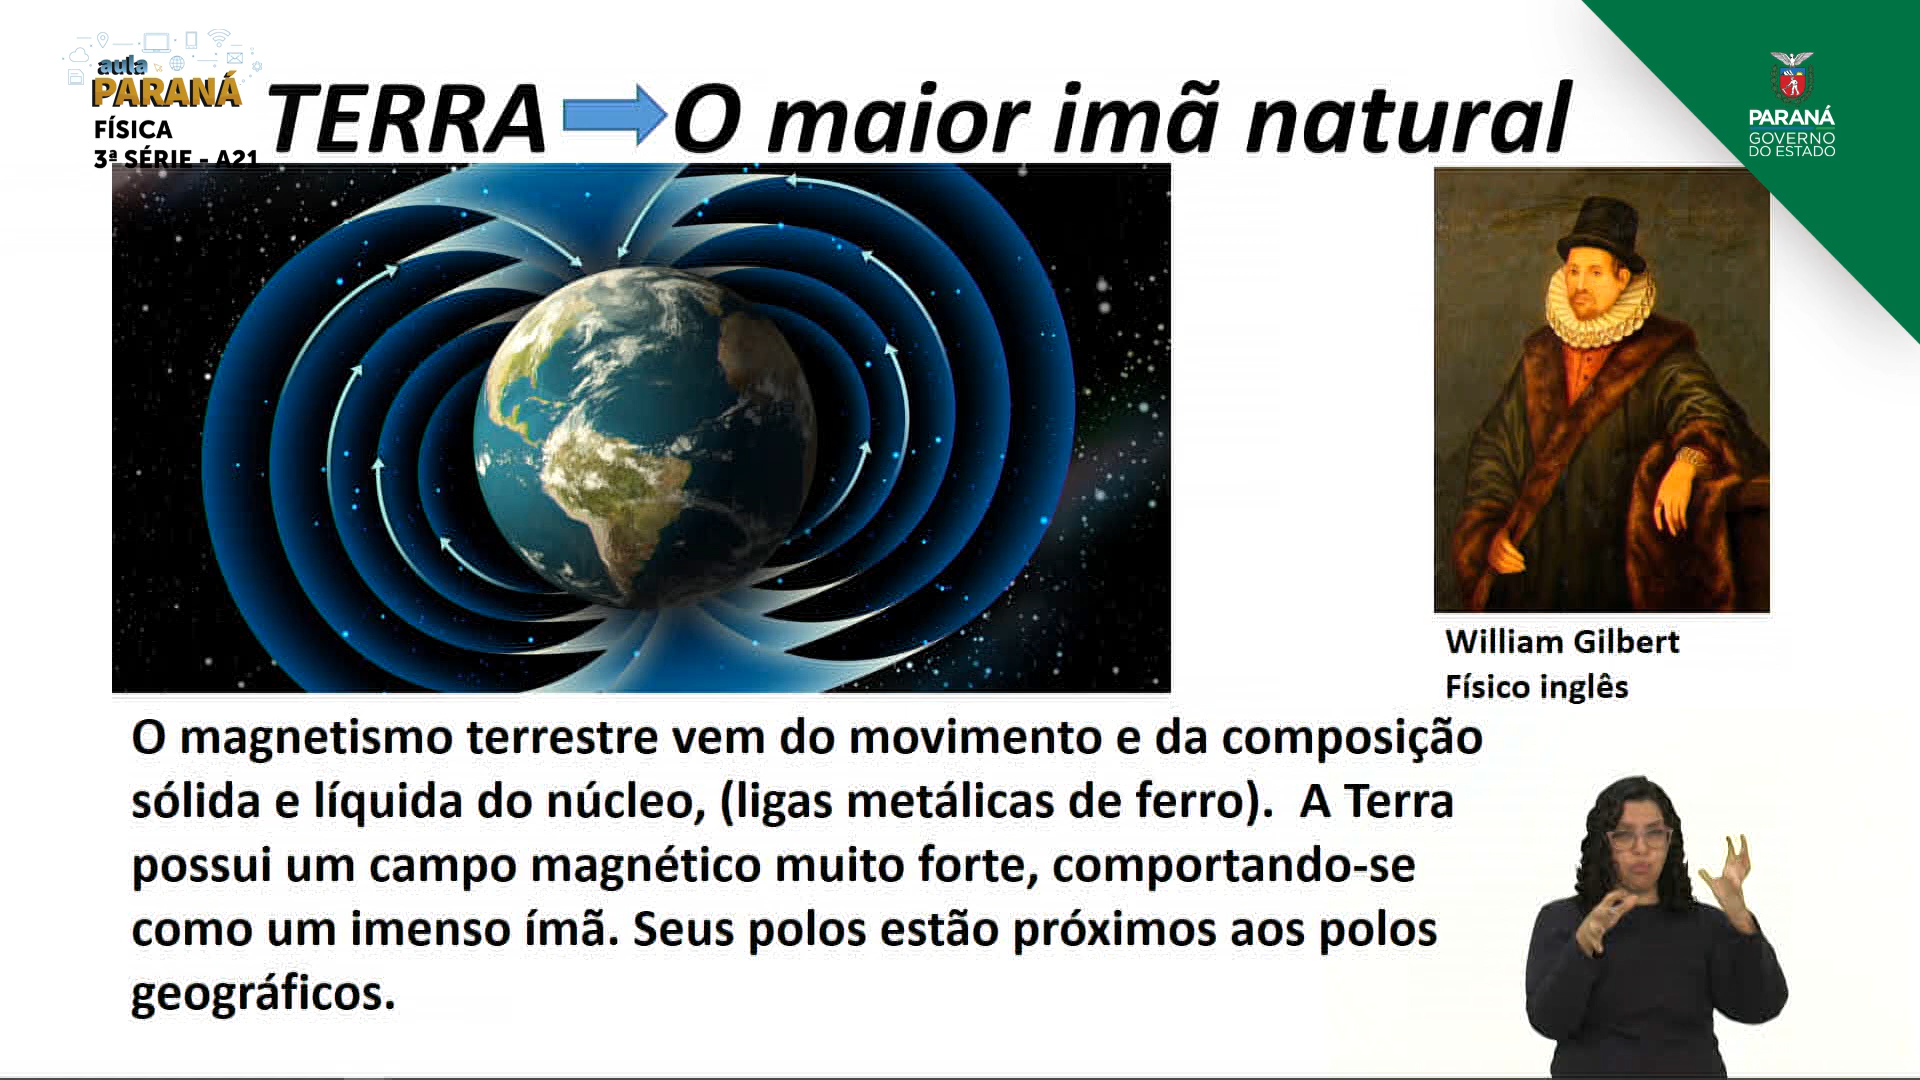 aula
PARANÁ
FÍSICA
3ª SÉRIE - A21
TERRA O maior imã natural
PARANÁ
GOVERNO
DO ESTADO
William Gilbert
Físico inglês
O magnetismo terrestre vem do movimento e da composição
sólida e líquida do núcleo, (ligas metálicas de ferro). A Terra
possui um campo magnético muito forte, comportando-se
como um imenso ímã. Seus polos estão próximos aos polos
geográficos.